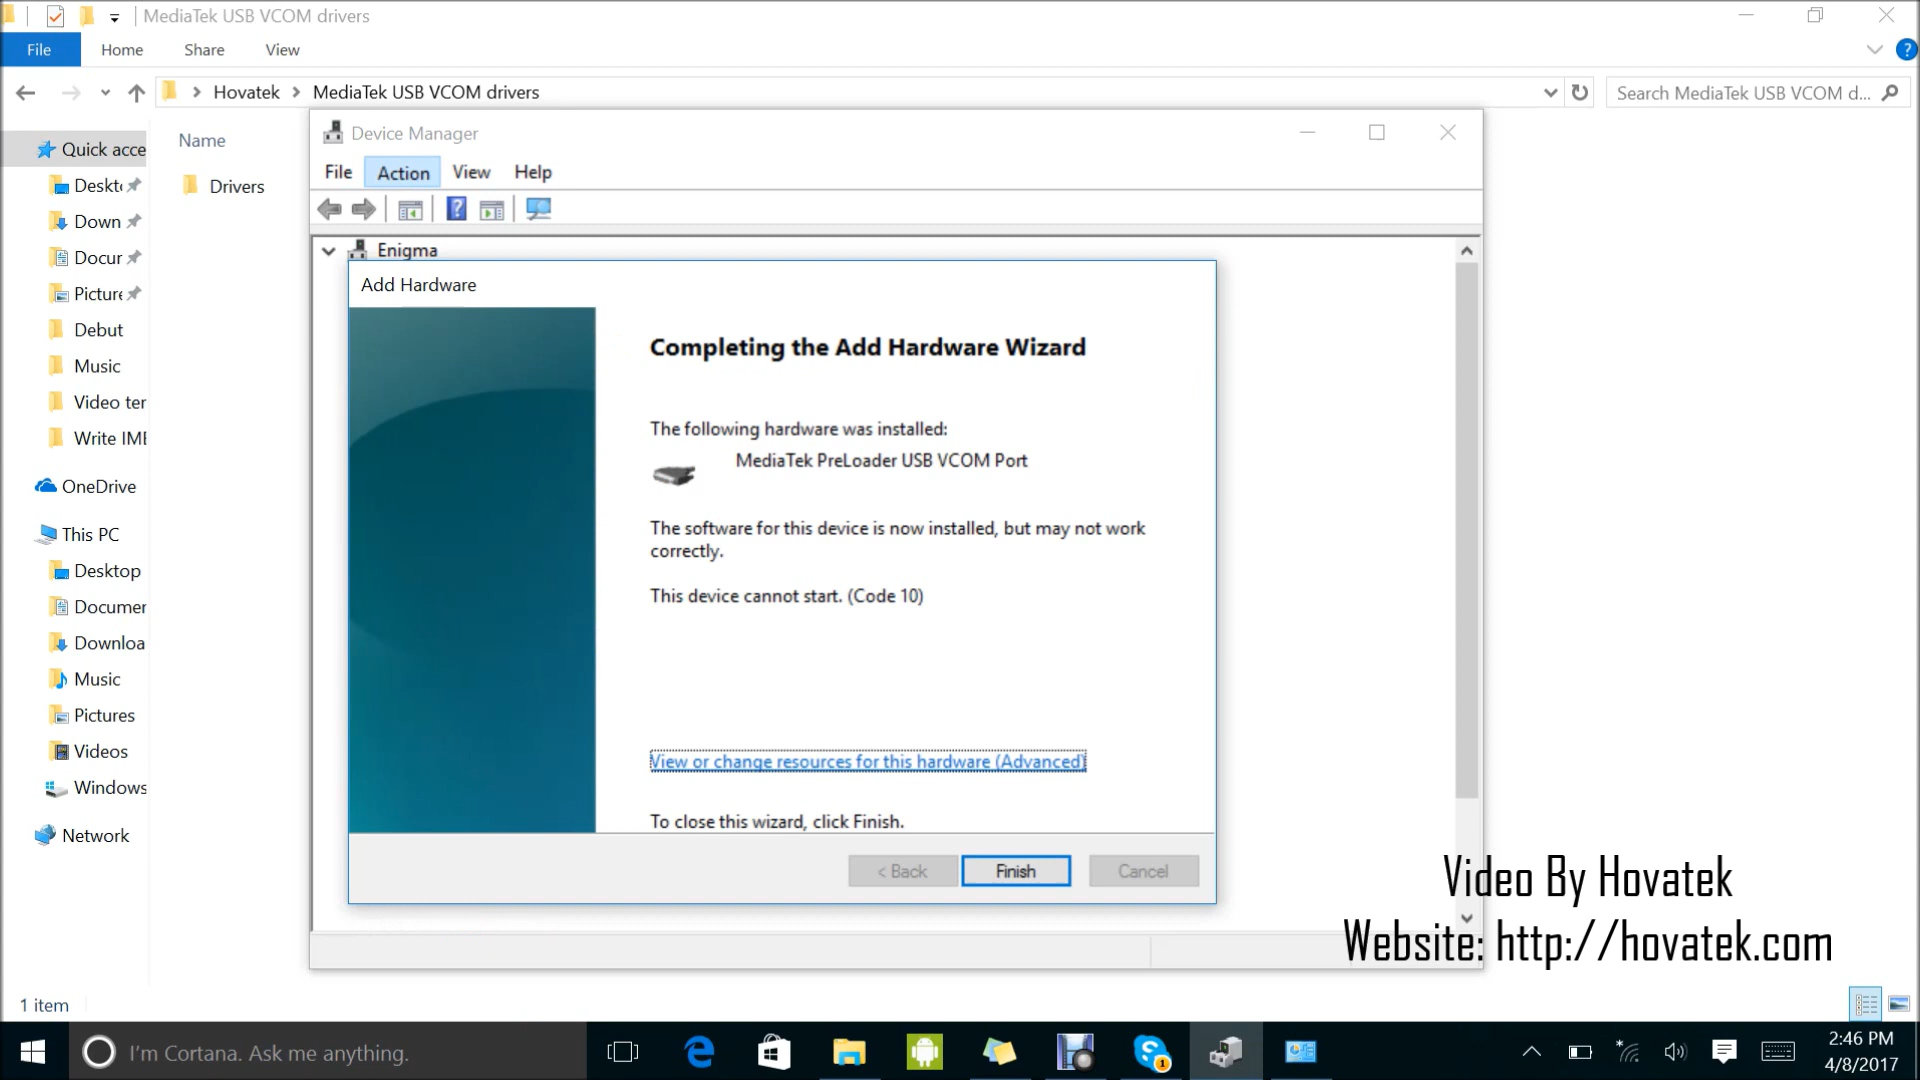 MediaTek USB VCOM drivers
File Home Share View
Hovatek MediaTek USB VCOM drivers
Search MediaTek USB VCOM d...
Name
Drivers
Quick acce
Deskt
Down
Docur
Picture
Debut
Music
Video ter
Write IME
OneDrive
This PC
Desktop
Documer
Downloa
Music
Pictures
Videos
Windows
Network
1 item
Device Manager
File Action View Help
Enigma
Add Hardware
Completing the Add Hardware Wizard
The following hardware was installed:
MediaTek PreLoader USB VCOM Port
The software for this device is now installed, but may not work
correctly.
This device cannot start. (Code 10)
View or change resources for this hardware (Advanced)
To close this wizard, click Finish.
< Back Finish Cancel
Video By Hovatek
Website: http://hovatek.com
I'm Cortana. Ask me anything.
1
2:46 PM
4/8/2017